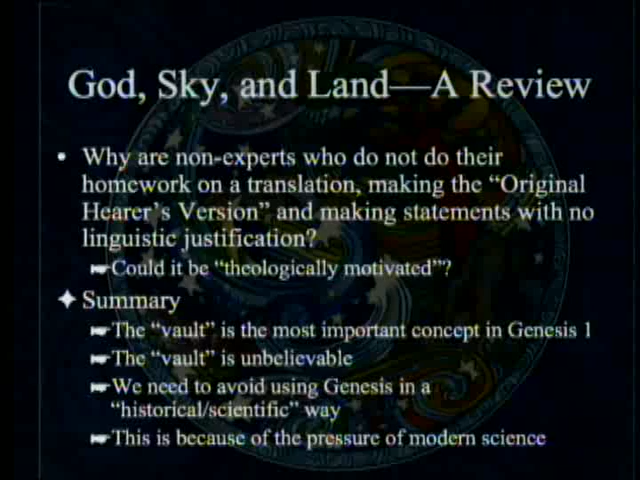 God, Sky, and Land—A Review
• Why are non-experts who do not do their
homework on a translation, making the “Original
Hearer’s Version” and making statements with no
linguistic justification?
Could it be “theologically motivated”?
Summary
The “vault” is the most important concept in Genesis 1
The “vault” is unbelievable
We need to avoid using Genesis in a
“historical/scientific” way
This is because of the pressure of modern science